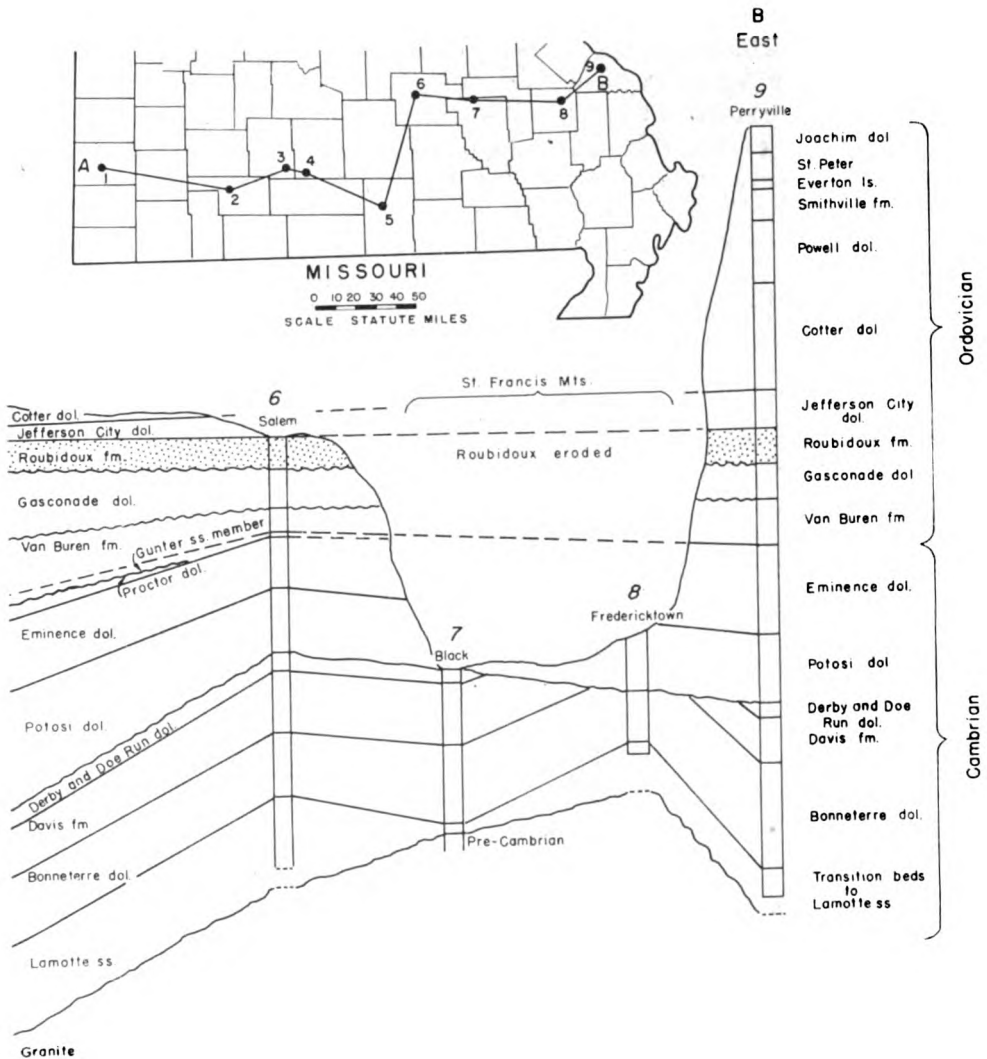 B
East
9
Perryville
A
1
2
3
4
5
6
7
8
9
B
MISSOURI
0 10 20 30 40 50
SCALE STATUTE MILES
Joachim dol
St. Peter
Everton ls.
Smithville fm.
Powell dol.
Cotter dol
Jefferson City
dol.
Roubidoux fm.
Gasconade dol
Van Buren fm
Eminence dol.
Potosi dol
Derby and Doe
Run dol.
Davis fm.
Bonneterre dol.
Transition beds
to
Lamotte ss
Ordovician
Cambrian
St. Francis Mts.
Roubidoux eroded
6
Salem
7
Black
8
Fredericktown
Pre-Cambrian
Cotter dol.
Jefferson City dol.
Roubidoux fm.
Gasconade dol.
Van Buren fm.
Gunter ss. member
Proctor dol.
Eminence dol.
Potosi dol.
Derby and Doe Run dol.
Davis fm
Bonneterre dol.
Lamotte ss.
Granite